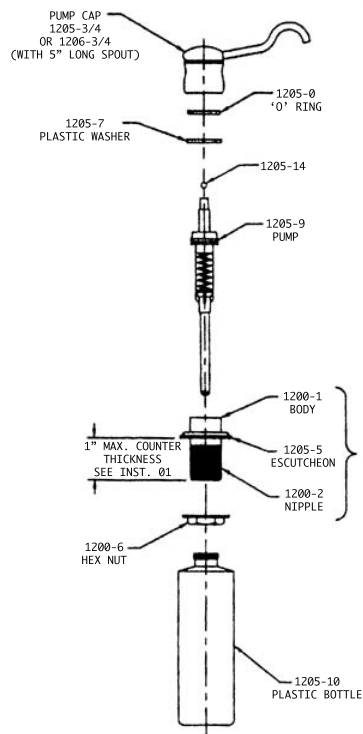 PUMP CAP
1205-3/4
OR 1206-3/4
(WITH 5” LONG SPOUT)
1205-0
‘O’ RING
1205-7
PLASTIC WASHER
1205-14
1205-9
PUMP
1200-1
BODY
1” MAX. COUNTER
THICKNESS
SEE INST. 01
1205-5
ESCUTCHEON
1200-2
NIPPLE
1200-6
HEX NUT
1205-10
PLASTIC BOTTLE